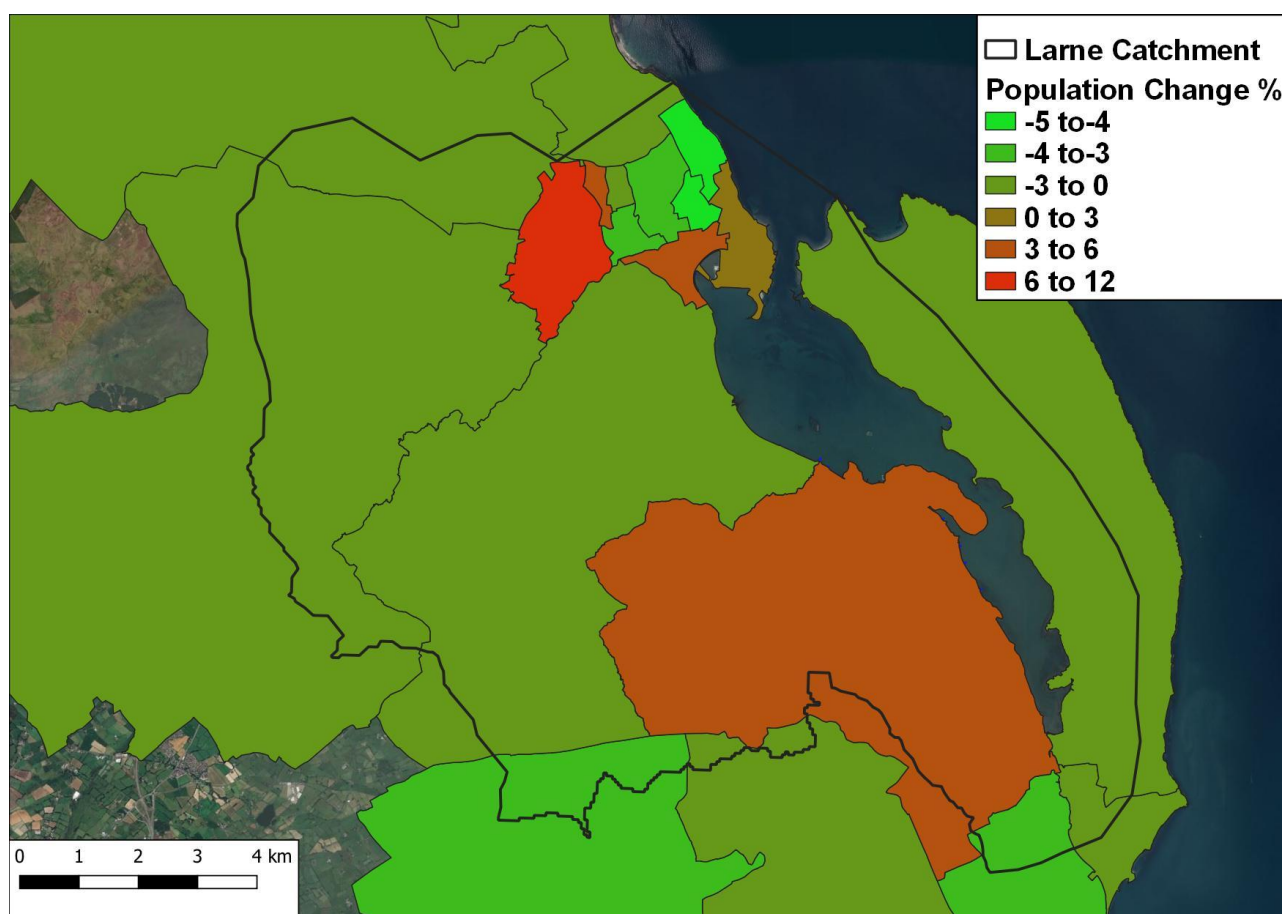 Larne Catchment
Population Change %
-5 to-4
-4 to-3
-3 to 0
0 to 3
3 to 6
6 to 12
0 1 2 3 4 km